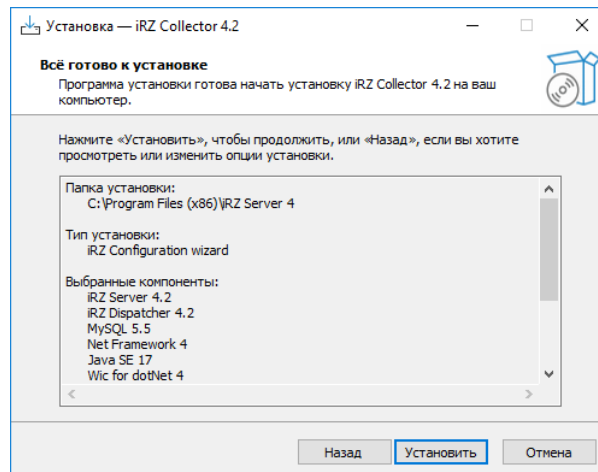 Установка — iRZ Collector 4.2
Всё готово к установке
Программа установки готова начать установку iRZ Collector 4.2 на ваш
компьютер.
Нажмите «Установить», чтобы продолжить, или «Назад», если вы хотите
просмотреть или изменить опции установки.
Папка установки:
C:\Program Files (x86)\iRZ Server 4
Тип установки:
iRZ Configuration wizard
Выбранные компоненты:
iRZ Server 4.2
iRZ Dispatcher 4.2
MySQL 5.5
Net Framework 4
Java SE 17
Wic for dotNet 4
Назад Установить Отмена